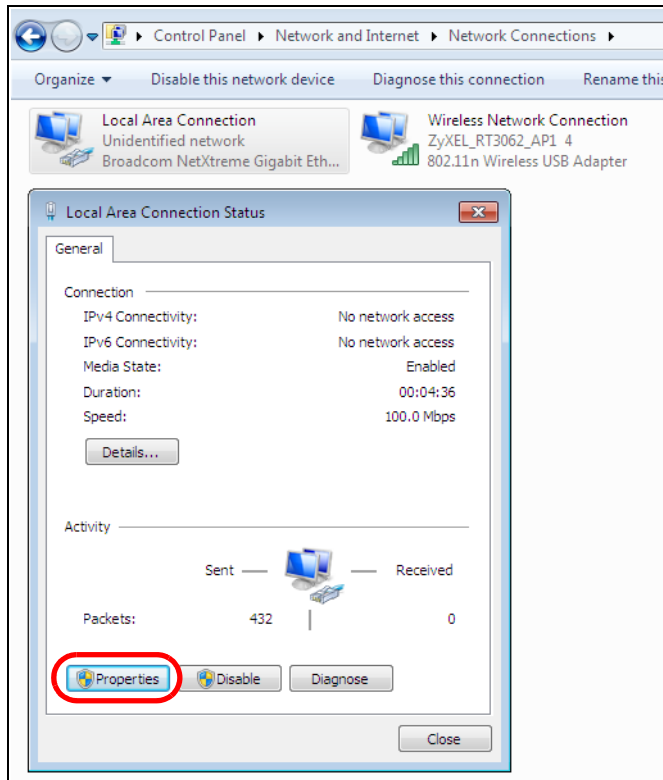 Control Panel Network and Internet Network Connections
Organize Disable this network device Diagnose this connection Rename this
Local Area Connection
Unidentified network
Broadcom NetXtreme Gigabit Eth...
Wireless Network Connection
ZyXEL_RT3062_AP1 4
802.11n Wireless USB Adapter
Local Area Connection Status
General
Connection
IPv4 Connectivity: No network access
IPv6 Connectivity: No network access
Media State: Enabled
Duration: 00:04:36
Speed: 100.0 Mbps
Details...
Activity
Sent Received
Packets: 432 0
Properties Disable Diagnose
Close